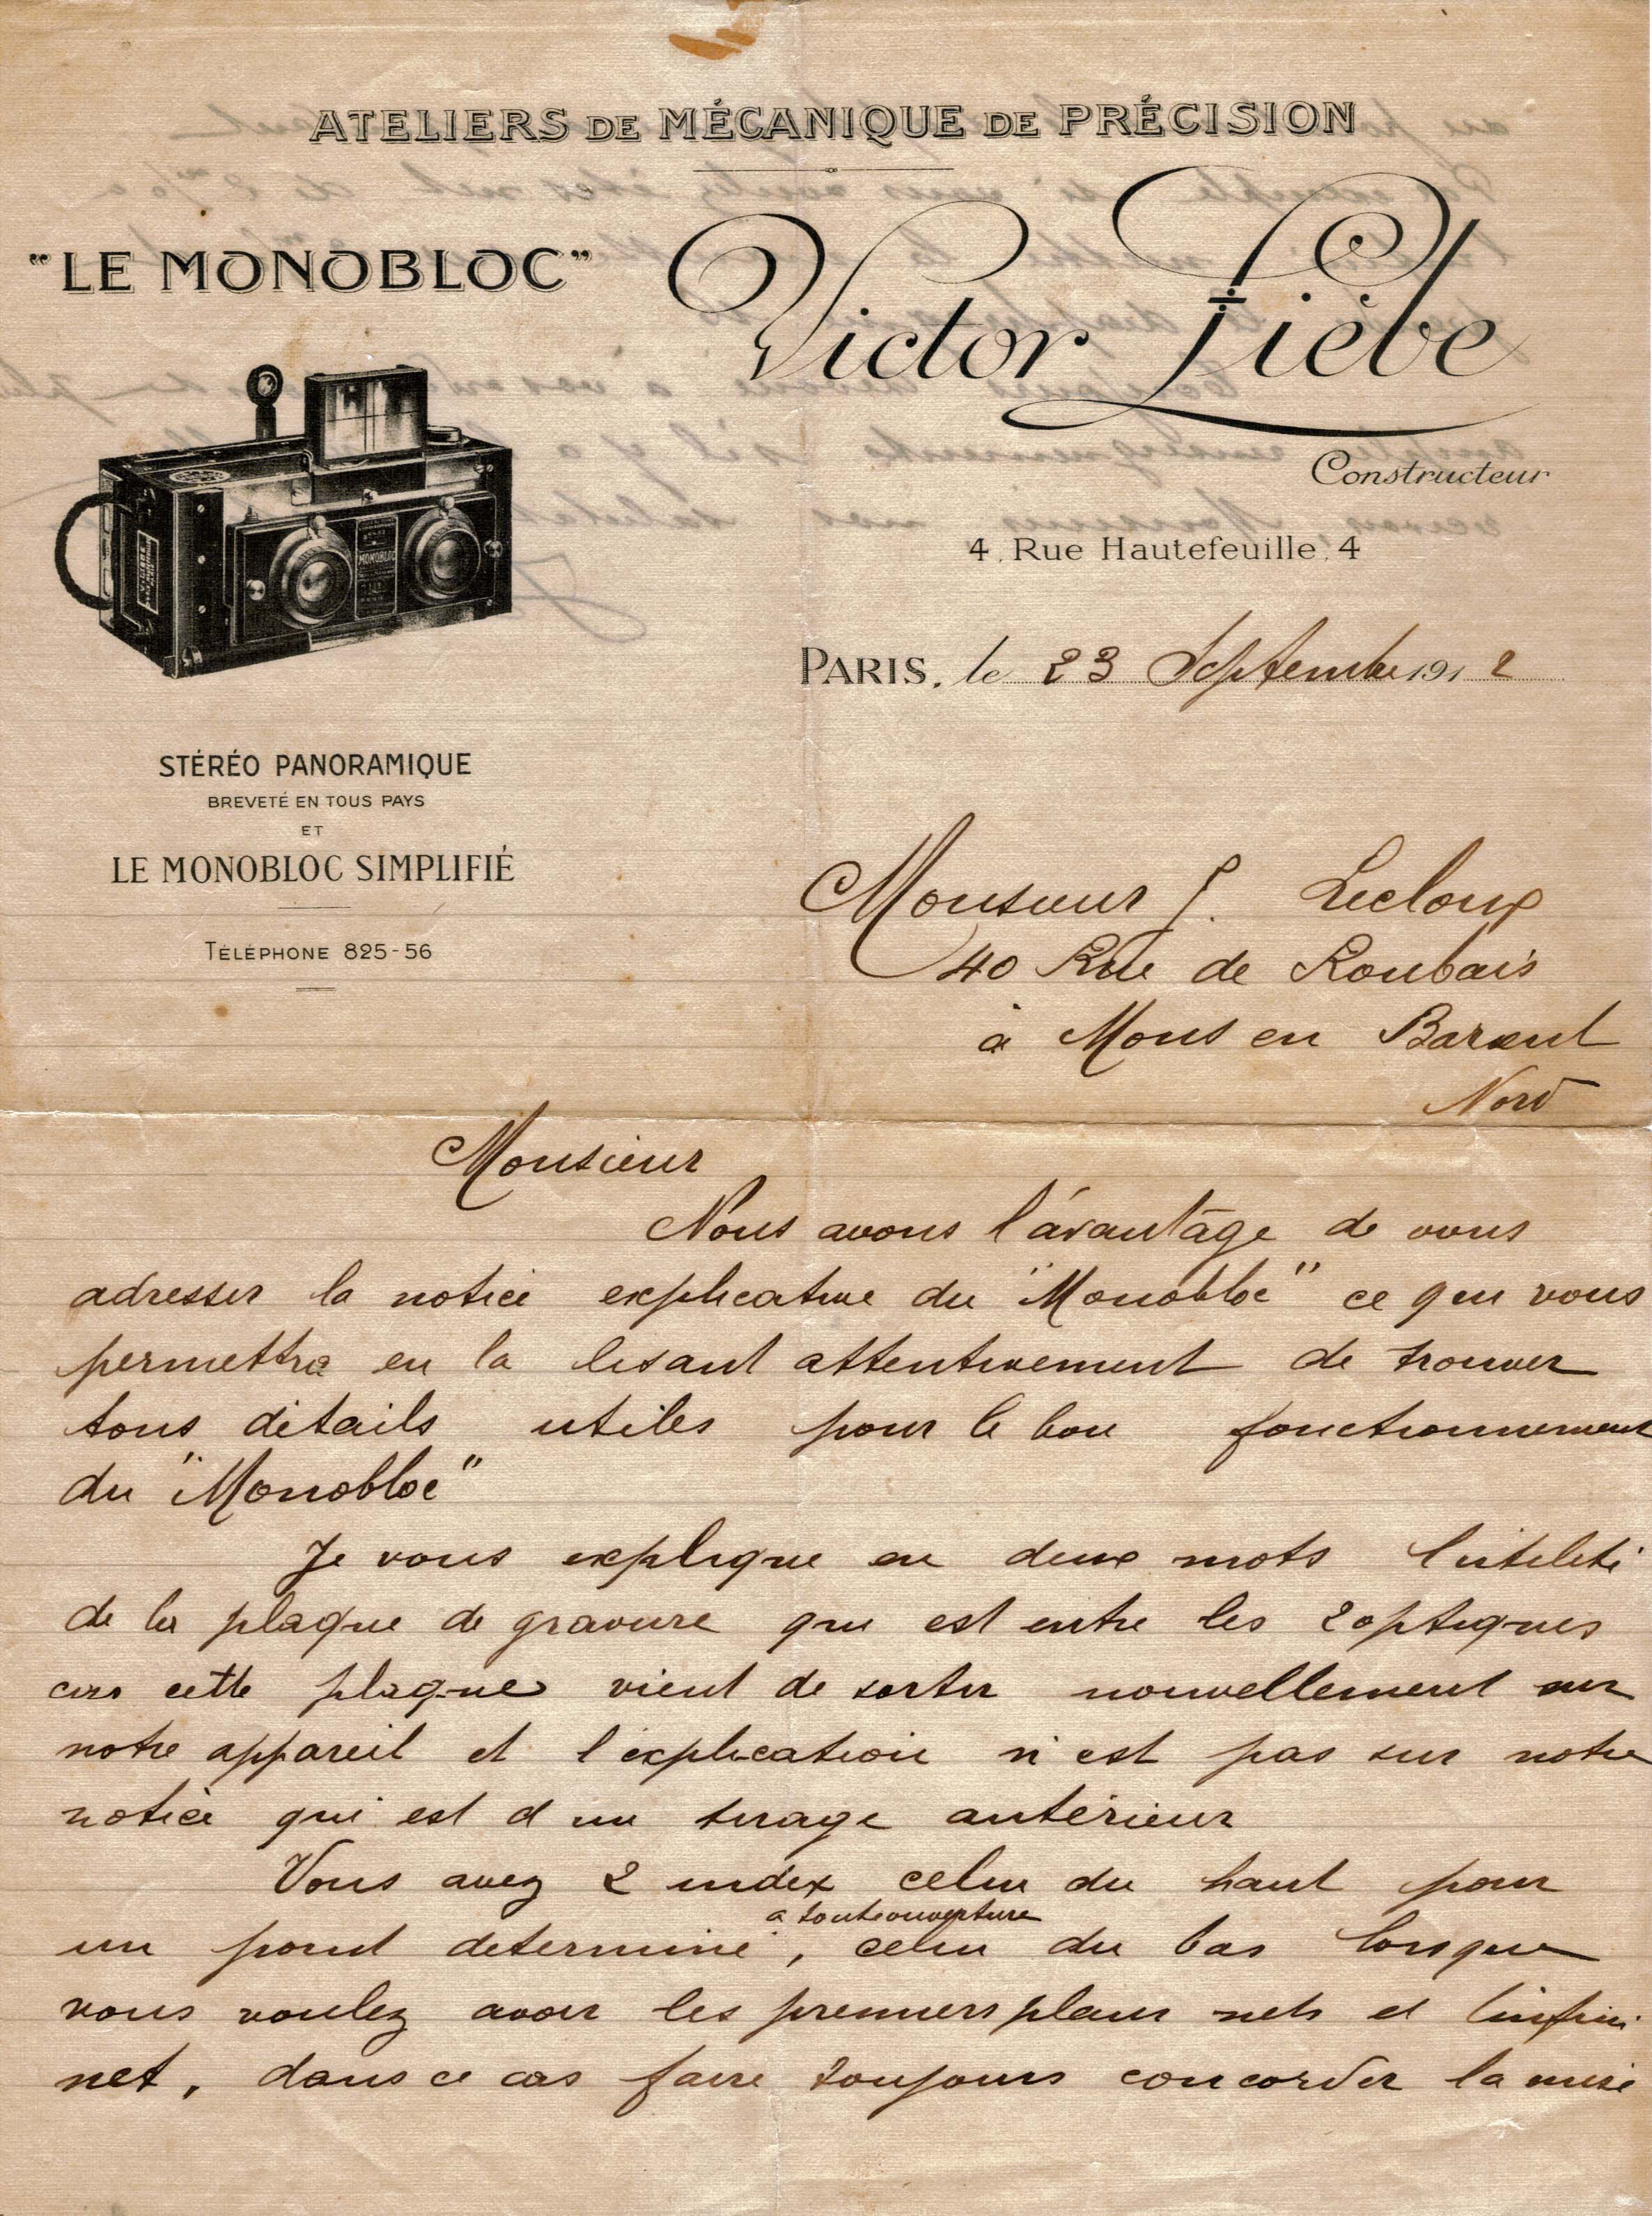 ATELIERS DE MÉCANIQUE DE PRÉCISION
"LE MONOBLOC"
Victor Lièbe
Constructeur
4, Rue Hautefeuille, 4
MONOBLOC
PARIS, le 23 Septembre 1912
STÉRÉO PANORAMIQUE
BREVETÉ EN TOUS PAYS
ET
LE MONOBLOC SIMPLIFIÉ
TÉLÉPHONE 825-56
Monsieur J. Lecloux
40 Rue de Roubais
à Mons en Barœul
Nord
Monsieur
Nous avons l'avantage de vous
adresser la notice explicative du "Monobloc" ce qui vous
permettra en la lisant attentivement de trouver
tous détails utiles pour le bon fonctionnement
du "Monobloc"
Je vous explique en deux mots l'utilité
de la plaque de gravure qui est entre les 2 optiques
car cette plaque vient de sortir nouvellement sur
notre appareil et l'explication n'est pas sur notre
notice qui est d un tirage antérieur
Vous avez 2 index celui du haut pour
a toute ouverture
un point determiné, celui du bas lorsque
vous voulez avoir les premiers plans nets et l'infini
net, dans ce cas faire toujours concorder la mise